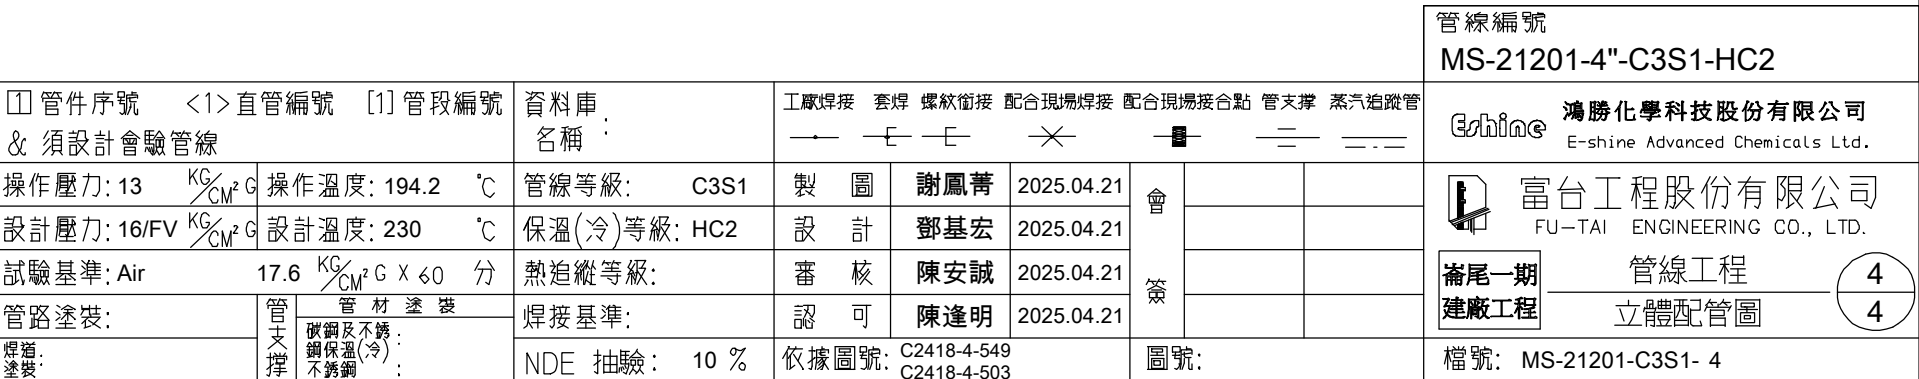 管線編號
MS-21201-4"-C3S1-HC2
1 管件序號 <1>直管編號 [1] 管段編號
& 須設計會驗管線
資料庫
名稱 :
工廠焊接 套焊 螺紋銜接 配合現場焊接 配合現場接合點 管支撐 蒸汽追蹤管
Eshine 鴻勝化學科技股份有限公司
E-shine Advanced Chemicals Ltd.
操作壓力: 13 KG/CM² G 操作溫度: 194.2 °C 管線等級: C3S1 製 圖 謝鳳菁 2025.04.21
設計壓力: 16/FV KG/CM² G 設計溫度: 230 °C 保溫(冷)等級: HC2 設 計 鄧基宏 2025.04.21
試驗基準: Air 17.6 KG/CM² G X 60 分 熱追縱等級: 審 核 陳安誠 2025.04.21
管路塗裝: 焊接基準: 認 可 陳逢明 2025.04.21
會
簽
富台工程股份有限公司
FU-TAI ENGINEERING CO., LTD.
崙尾一期
建廠工程
管線工程
立體配管圖
4
4
焊道:
塗裝:
管支撐
管 材 塗 裝
碳鋼及不銹 :
鋼保溫(冷) :
不銹鋼 :
NDE 抽驗: 10 %
依據圖號: C2418-4-549
C2418-4-503
圖號:
檔號: MS-21201-C3S1- 4